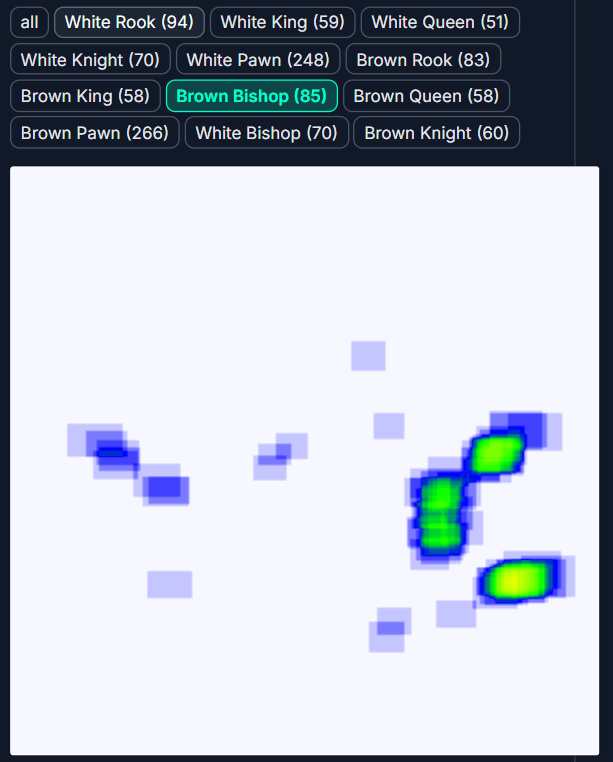 all White Rook (94) White King (59) White Queen (51)
White Knight (70) White Pawn (248) Brown Rook (83)
Brown King (58) Brown Bishop (85) Brown Queen (58)
Brown Pawn (266) White Bishop (70) Brown Knight (60)